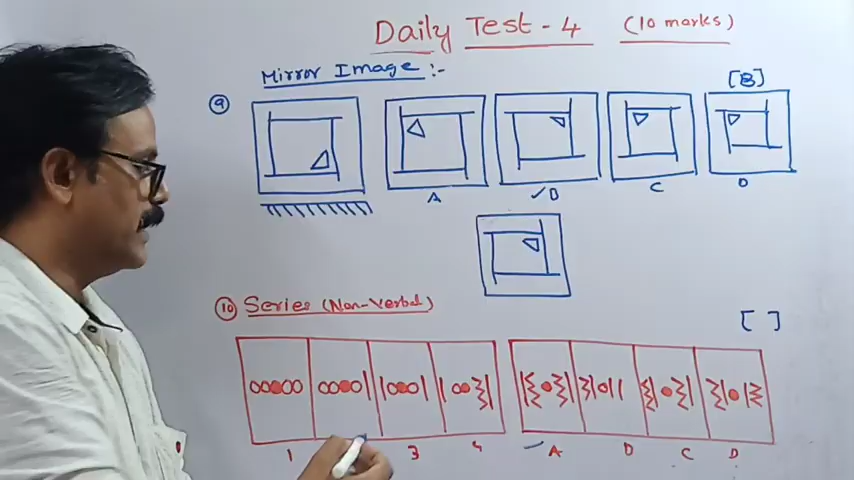 Daily Test - 4 (10 marks)
Mirror Image :-
[B]
9
A B C D
10 Series (Non-Verbal)
[ ]
1 3 4 A B C D